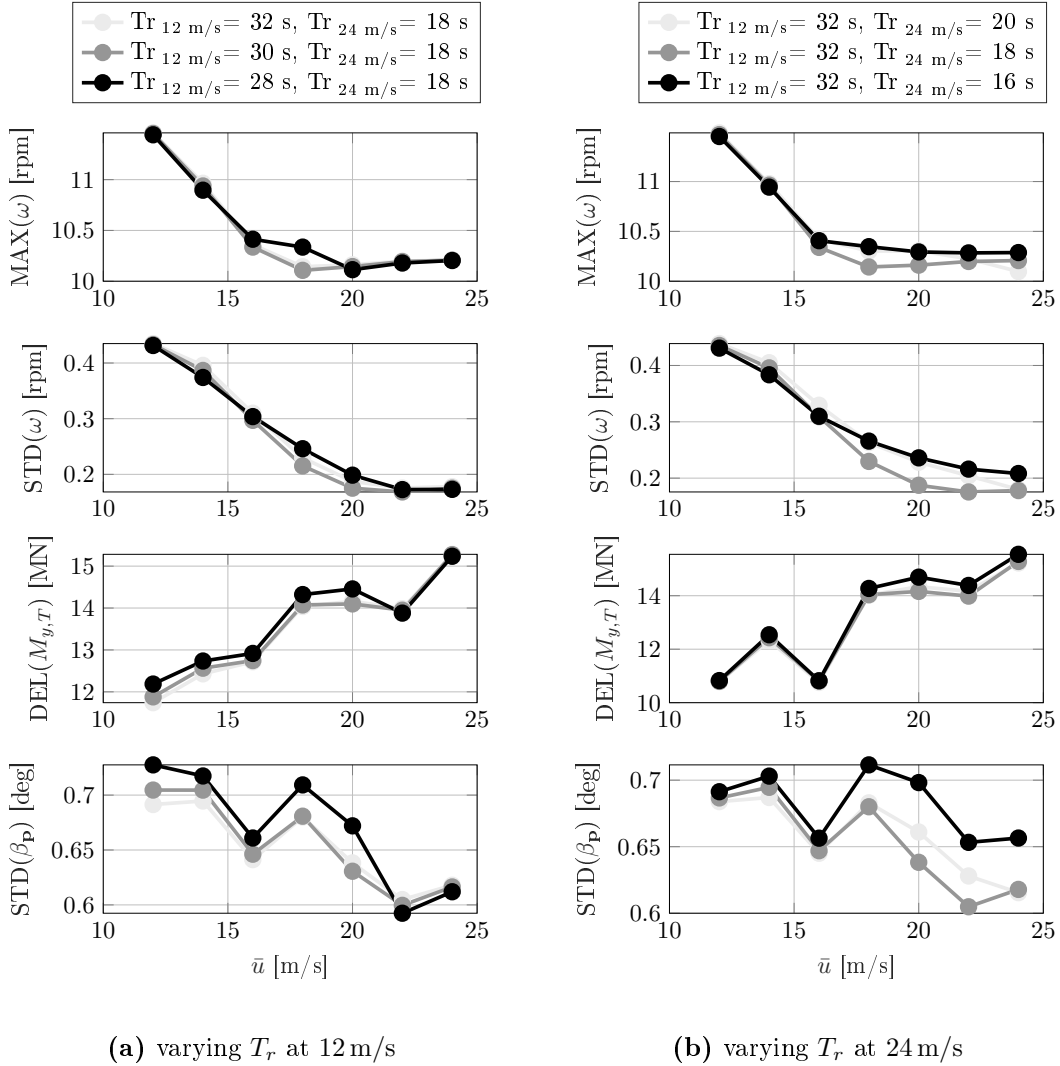 Tr 12 m/s= 32 s, Tr 24 m/s= 18 s
Tr 12 m/s= 30 s, Tr 24 m/s= 18 s
Tr 12 m/s= 28 s, Tr 24 m/s= 18 s
MAX(ω) [rpm]
11
10.5
10
10 15 20 25
STD(ω) [rpm]
0.4
0.3
0.2
10 15 20 25
DEL(M_{y,T}) [MN]
15
14
13
12
10 15 20 25
STD(β_P) [deg]
0.7
0.65
0.6
10 15 20 25
ū [m/s]
(a) varying T_r at 12 m/s
Tr 12 m/s= 32 s, Tr 24 m/s= 20 s
Tr 12 m/s= 32 s, Tr 24 m/s= 18 s
Tr 12 m/s= 32 s, Tr 24 m/s= 16 s
MAX(ω) [rpm]
11
10.5
10
10 15 20 25
STD(ω) [rpm]
0.4
0.3
0.2
10 15 20 25
DEL(M_{y,T}) [MN]
14
12
10
10 15 20 25
STD(β_P) [deg]
0.7
0.65
0.6
10 15 20 25
ū [m/s]
(b) varying T_r at 24 m/s